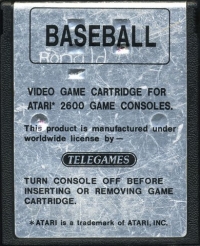 BASEBALL
Ronald
VIDEO GAME CARTRIDGE FOR
ATARI* 2600 GAME CONSOLES.
This product is manufactured under
worldwide license by—
TELEGAMES
TURN CONSOLE OFF BEFORE
INSERTING OR REMOVING GAME
CARTRIDGE.
*ATARI is a trademark of ATARI, INC.